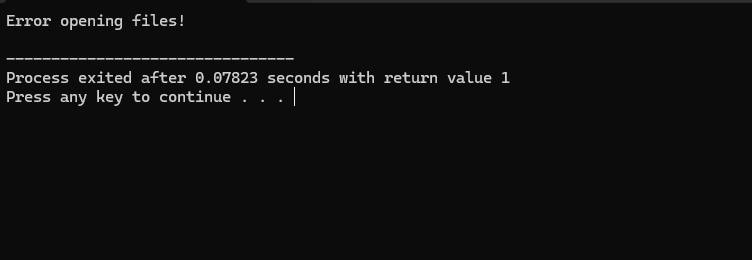 Error opening files!
--------------------------------
Process exited after 0.07823 seconds with return value 1
Press any key to continue . . .